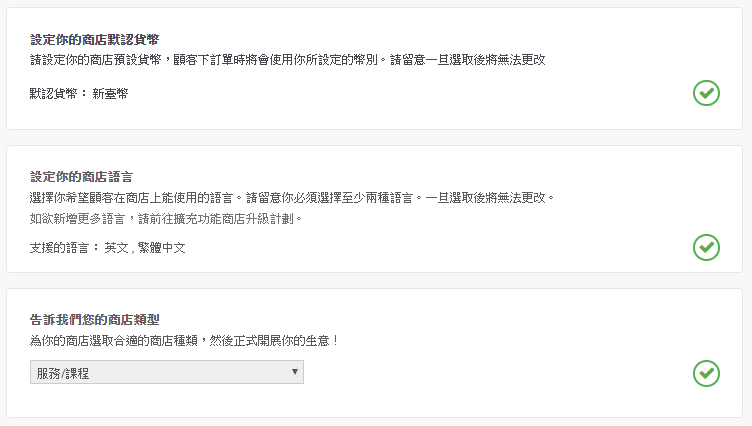 設定你的商店默認貨幣
請設定你的商店預設貨幣，顧客下訂單時將會使用你所設定的幣別。請留意一旦選取後將無法更改
默認貨幣： 新臺幣
設定你的商店語言
選擇你希望顧客在商店上能使用的語言。請留意你必須選擇至少兩種語言。一旦選取後將無法更改。
如欲新增更多語言，請前往擴充功能商店升級計劃。
支援的語言： 英文 , 繁體中文
告訴我們您的商店類型
為你的商店選取合適的商店種類，然後正式開展你的生意！
服務/課程